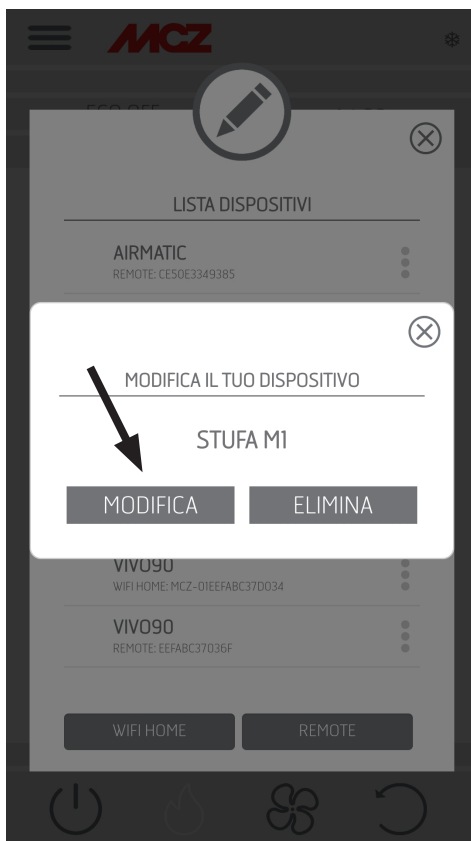 MCZ
LISTA DISPOSITIVI
AIRMATIC
REMOTE: CE50E3349385
MODIFICA IL TUO DISPOSITIVO
STUFA M1
MODIFICA ELIMINA
VIVO90
WIFI HOME: MCZ-01EEFABC37D034
VIVO90
REMOTE: EEFABC37036F
WIFI HOME REMOTE